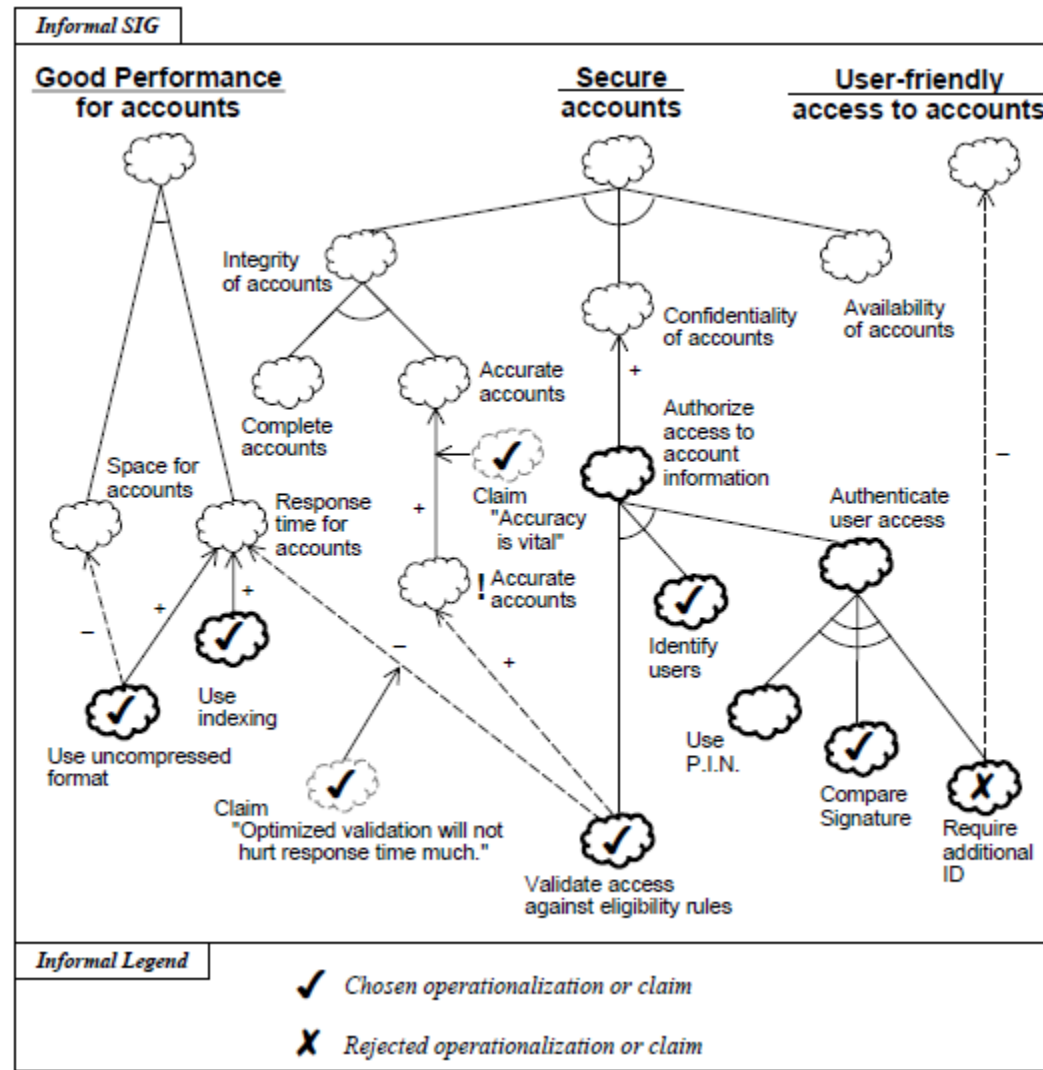 Informal SIG
Good Performance
for accounts
Secure
accounts
User-friendly
access to accounts
Integrity
of accounts
Confidentiality
of accounts
Availability
of accounts
Complete
accounts
Accurate
accounts
+
Authorize
access to
account
information
Space for
accounts
Response
time for
accounts
+
Claim
"Accuracy
is vital"
Authenticate
user access
–
! Accurate
accounts
–
+
+
–
+
Identify
users
Use
indexing
Use uncompressed
format
Use
P.I.N.
Compare
Signature
Require
additional
ID
Claim
"Optimized validation will not
hurt response time much."
Validate access
against eligibility rules
Informal Legend
✓ Chosen operationalization or claim
✗ Rejected operationalization or claim